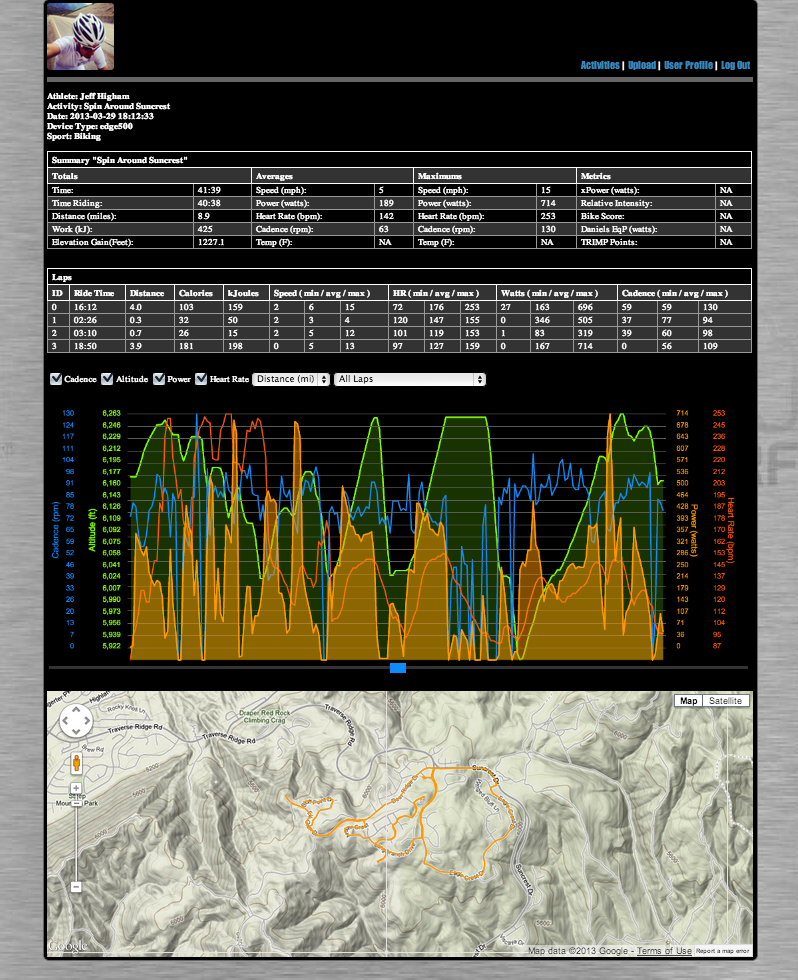 Activities | Upload | User Profile | Log Out
Athlete: Jeff Higham
Activity: Spin Around Suncrest
Date: 2013-03-29 18:12:33
Device Type: edge500
Sport: Biking
Summary "Spin Around Suncrest"
Totals Averages Maximums Metrics
Time: 41:39 Speed (mph): 5 Speed (mph): 15 xPower (watts): NA
Time Riding: 40:38 Power (watts): 189 Power (watts): 714 Relative Intensity: NA
Distance (miles): 8.9 Heart Rate (bpm): 142 Heart Rate (bpm): 253 Bike Score: NA
Work (kJ): 425 Cadence (rpm): 63 Cadence (rpm): 130 Daniels EqP (watts): NA
Elevation Gain(Feet): 1227.1 Temp (F): NA Temp (F): NA TRIMP Points: NA
Laps
ID Ride Time Distance Calories kJoules Speed ( min / avg / max ) HR ( min / avg / max ) Watts ( min / avg / max ) Cadence ( min / avg / max )
0 16:12 4.0 103 159 2 6 15 72 176 253 27 163 696 59 59 130
1 02:26 0.3 32 50 2 3 4 120 147 155 0 346 505 37 77 94
2 03:10 0.7 26 15 2 5 12 101 119 153 1 83 319 39 60 98
3 18:50 3.9 181 198 0 5 13 97 127 159 0 167 714 0 56 109
Cadence Altitude Power Heart Rate Distance (mi) All Laps
130 6,263 714 253
124 6,246 678 245
117 6,229 643 236
111 6,212 607 228
104 6,195 571 220
98 6,177 536 212
91 6,160 500 203
85 6,143 464 195
78 6,126 428 187
72 6,109 393 178
65 6,092 357 170
59 6,075 321 162
52 6,058 286 153
46 6,041 250 145
39 6,024 214 137
33 6,007 179 129
26 5,990 143 120
20 5,973 107 112
13 5,956 71 104
7 5,939 36 95
0 5,922 0 87
Cadence (rpm)
Altitude (ft)
Power (watts)
Heart Rate (bpm)
Map Satellite
Rocky Knoll Ln
Draper Red Rock
Climbing Crag
Traverse Ridge Rd
Traverse Ridge Rd
Traverse Ridge Rd
5200
5600
6000
Park
Suncrest Dr
Suncrest Dr
6000
5600
Google
Map data ©2013 Google - Terms of Use Report a map error